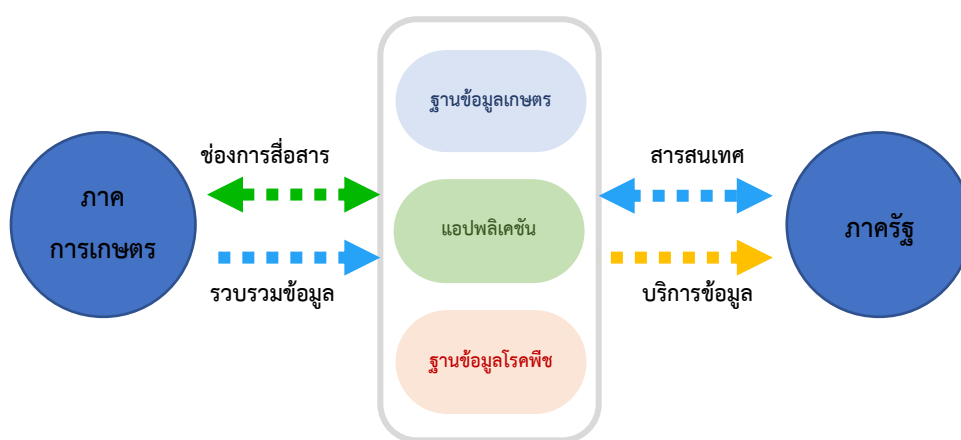 ฐานข้อมูลเกษตร
ช่องการสื่อสาร
สารสนเทศ
ภาค
การเกษตร
แอปพลิเคชัน
ภาครัฐ
รวบรวมข้อมูล
บริการข้อมูล
ฐานข้อมูลโรคพืช